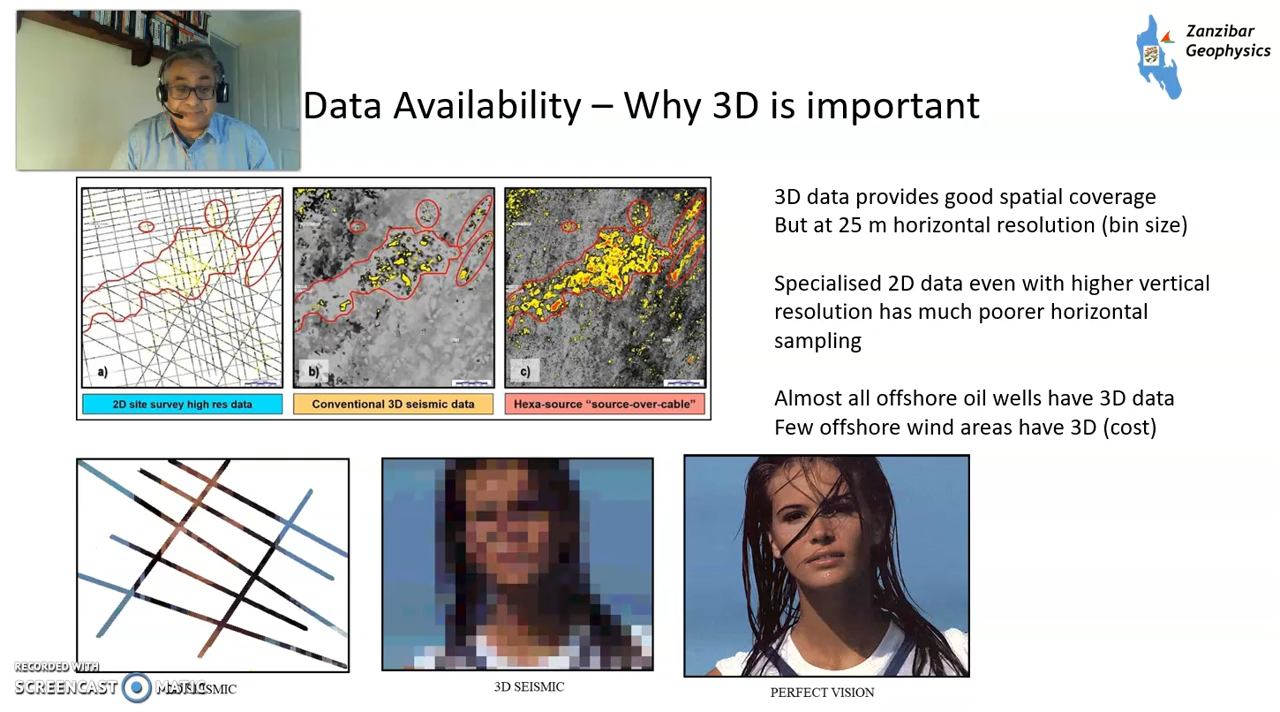 Zanzibar
Geophysics
Data Availability – Why 3D is important
3D data provides good spatial coverage
But at 25 m horizontal resolution (bin size)
Specialised 2D data even with higher vertical
resolution has much poorer horizontal
sampling
Almost all offshore oil wells have 3D data
Few offshore wind areas have 3D (cost)
a)
b)
c)
2D site survey high res data
Conventional 3D seismic data
Hexa-source “source-over-cable”
RECORDED WITH
SCREENCAST MATIC
3D SEISMIC
PERFECT VISION